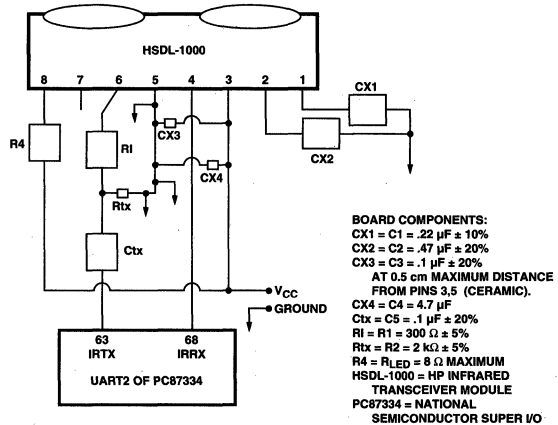 HSDL-1000
8 7 6 5 4 3 2 1
CX1
CX3
R4
RI
CX2
CX4
Rtx
Ctx
VCC
GROUND
63 68
IRTX IRRX
UART2 OF PC87334
BOARD COMPONENTS:
CX1 = C1 = .22 µF ± 10%
CX2 = C2 = .47 µF ± 20%
CX3 = C3 = .1 µF ± 20%
AT 0.5 cm MAXIMUM DISTANCE
FROM PINS 3,5 (CERAMIC).
CX4 = C4 = 4.7 µF
Ctx = C5 = .1 µF ± 20%
RI = R1 = 300 Ω ± 5%
Rtx = R2 = 2 kΩ ± 5%
R4 = RLED = 8 Ω MAXIMUM
HSDL-1000 = HP INFRARED
TRANSCEIVER MODULE
PC87334 = NATIONAL
SEMICONDUCTOR SUPER I/O